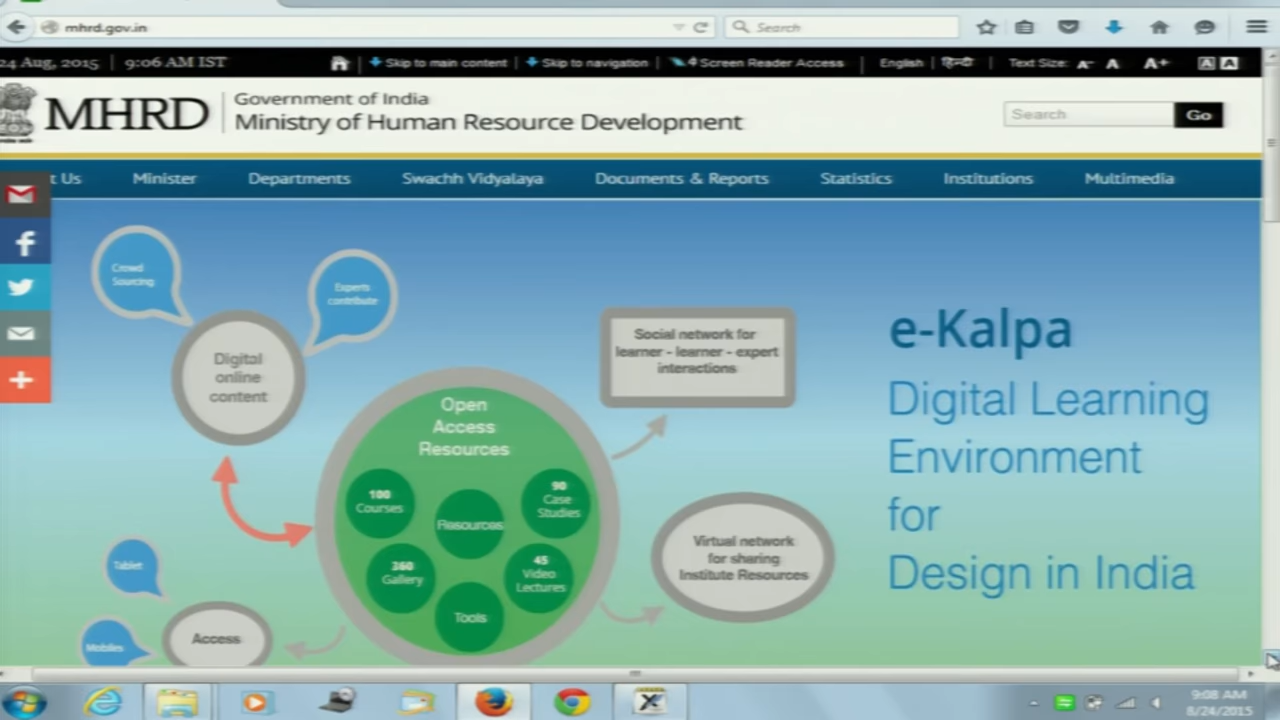 mhrd.gov.in
Search
24 Aug, 2015 | 9:06 AM IST
Skip to main content | Skip to navigation | Screen Reader Access | English | हिन्दी | Text Size: A- A A+ A A
MHRD
Government of India
Ministry of Human Resource Development
Search
Go
t Us Minister Departments Swachh Vidyalaya Documents & Reports Statistics Institutions Multimedia
Crowd
Sourcing
Experts
contribute
Digital
online
content
Social network for
learner - learner - expert
interactions
e-Kalpa
Digital Learning
Environment
for
Design in India
Open
Access
Resources
100
Courses
90
Case
Studies
Resources
360
Gallery
45
Video
Lectures
Tools
Virtual network
for sharing
Institute Resources
Tablet
Mobiles
Access
9:08 AM
8/24/2015